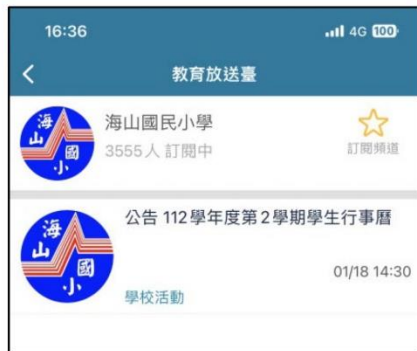 16:36
4G 100
教育放送臺
海山國民小學
3555人 訂閱中
訂閱頻道
海山國小
公告 112學年度第2學期學生行事曆
01/18 14:30
學校活動
海山國小